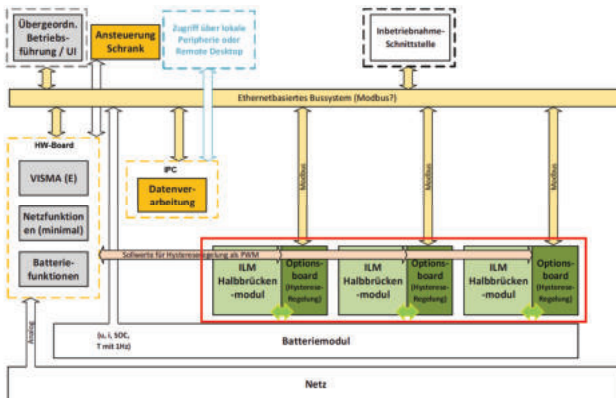 Übergeordn.
Betriebs-
führung / UI
Ansteuerung
Schrank
Zugriff über lokale
Peripherie oder
Remote Desktop
Inbetriebnahme-
Schnittstelle
Ethernetbasiertes Bussystem (Modbus?)
HW-Board
VISMA (E)
Netzfunktion
en (minimal)
Batterie-
funktionen
IPC
Datenver-
arbeitung
Modbus
Modbus
Modbus
Sollwerte für Hystereseregelung als PWM
ILM
Halbbrücken
-modul
Options-
board
(Hysterese-
Regelung)
ILM
Halbbrücken
-modul
Options-
board
(Hysterese-
Regelung)
ILM
Halbbrücken
-modul
Options-
board
(Hysterese-
Regelung)
Analog
(u, i, SOC,
T mit 1Hz)
Batteriemodul
Netz